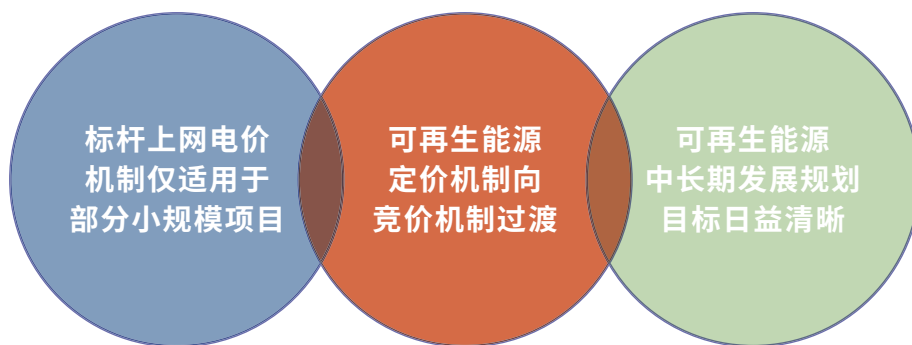 标杆上网电价
机制仅适用于
部分小规模项目
可再生能源
定价机制向
竞价机制过渡
可再生能源
中长期发展规划
目标日益清晰